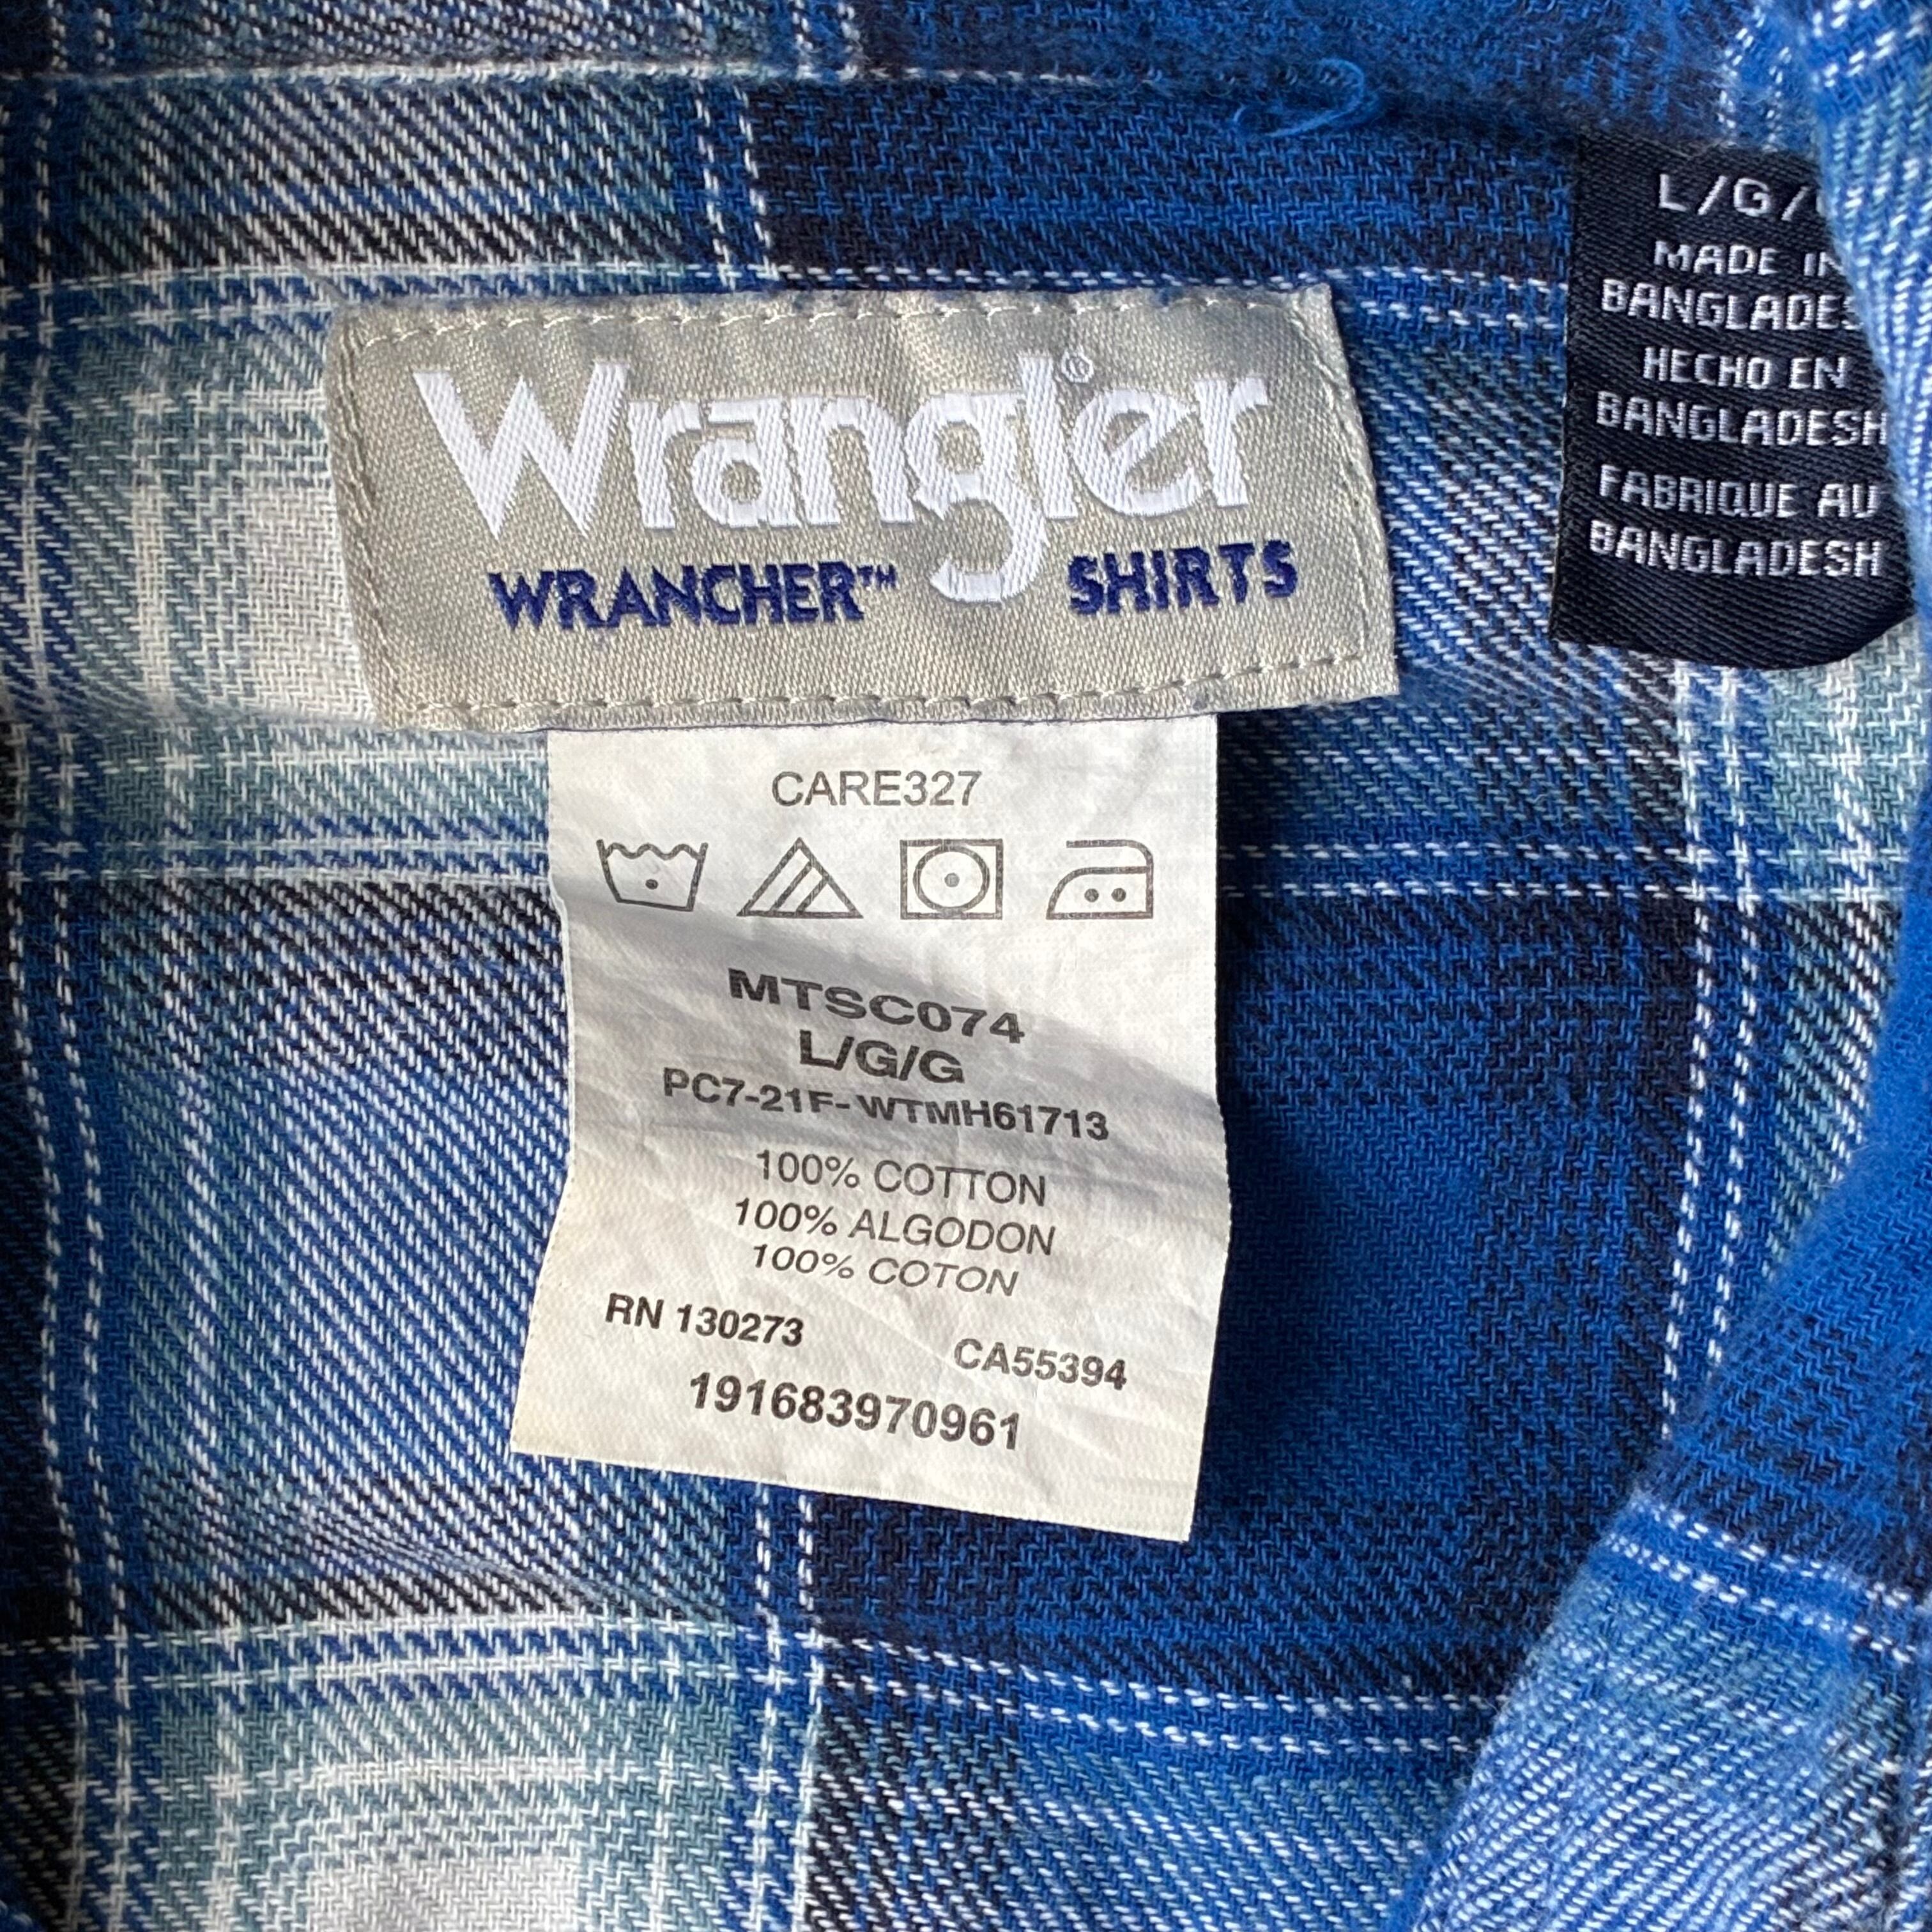 Wrangler®
WRANCHER™ SHIRTS
L/G/
MADE IN
BANGLADES
HECHO EN
BANGLADESH
FABRIQUE AU
BANGLADESH
CARE327
MTSC074
L/G/G
PC7-21F-WTMH61713
100% COTTON
100% ALGODON
100% COTON
RN 130273 CA55394
191683970961